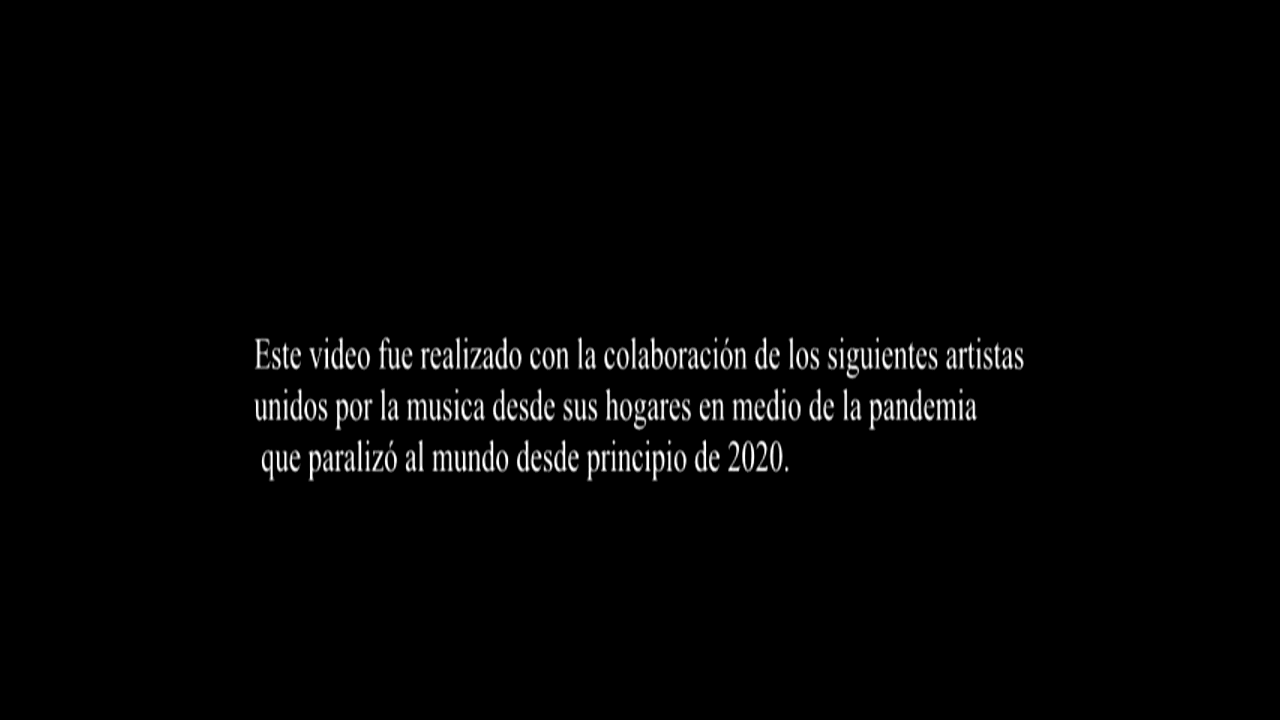 Este video fue realizado con la colaboración de los siguientes artistas
unidos por la musica desde sus hogares en medio de la pandemia
que paralizó al mundo desde principio de 2020.